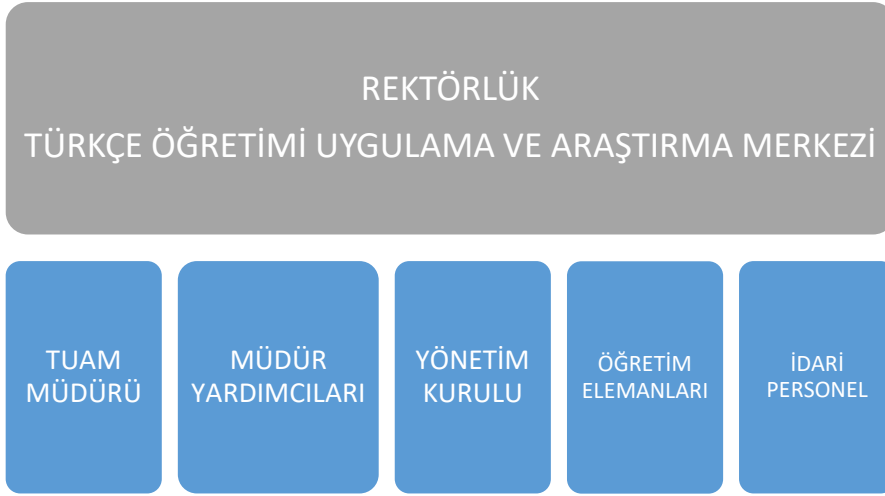 REKTÖRLÜK
TÜRKÇE ÖĞRETİMİ UYGULAMA VE ARAŞTIRMA MERKEZİ
TUAM
MÜDÜRÜ
MÜDÜR
YARDIMCILARI
YÖNETİM
KURULU
ÖĞRETİM
ELEMANLARI
İDARİ
PERSONEL